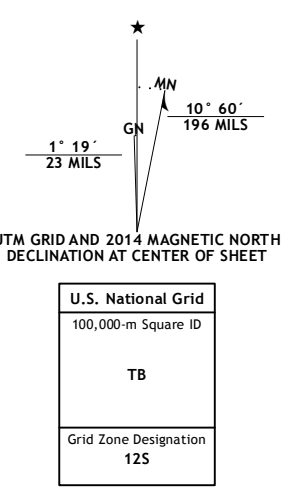 ★
MN
10° 60´
196 MILS
GN
1° 19´
23 MILS
UTM GRID AND 2014 MAGNETIC NORTH
DECLINATION AT CENTER OF SHEET
U.S. National Grid
100,000-m Square ID
TB
Grid Zone Designation
12S